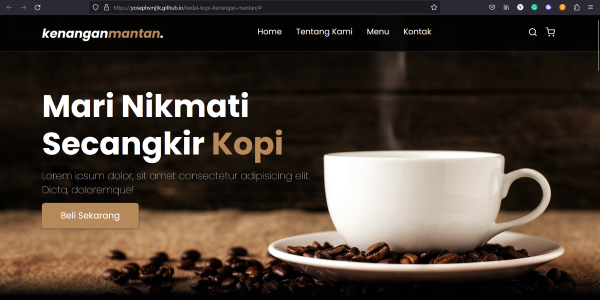 https://yosephsmjtk.github.io/kedai-kopi-kenangan-mantan/#
kenanganmantan.
Home Tentang Kami Menu Kontak
Mari Nikmati
Secangkir Kopi
Lorem ipsum dolor, sit amet consectetur adipisicing elit.
Dicta, doloremque!
Beli Sekarang